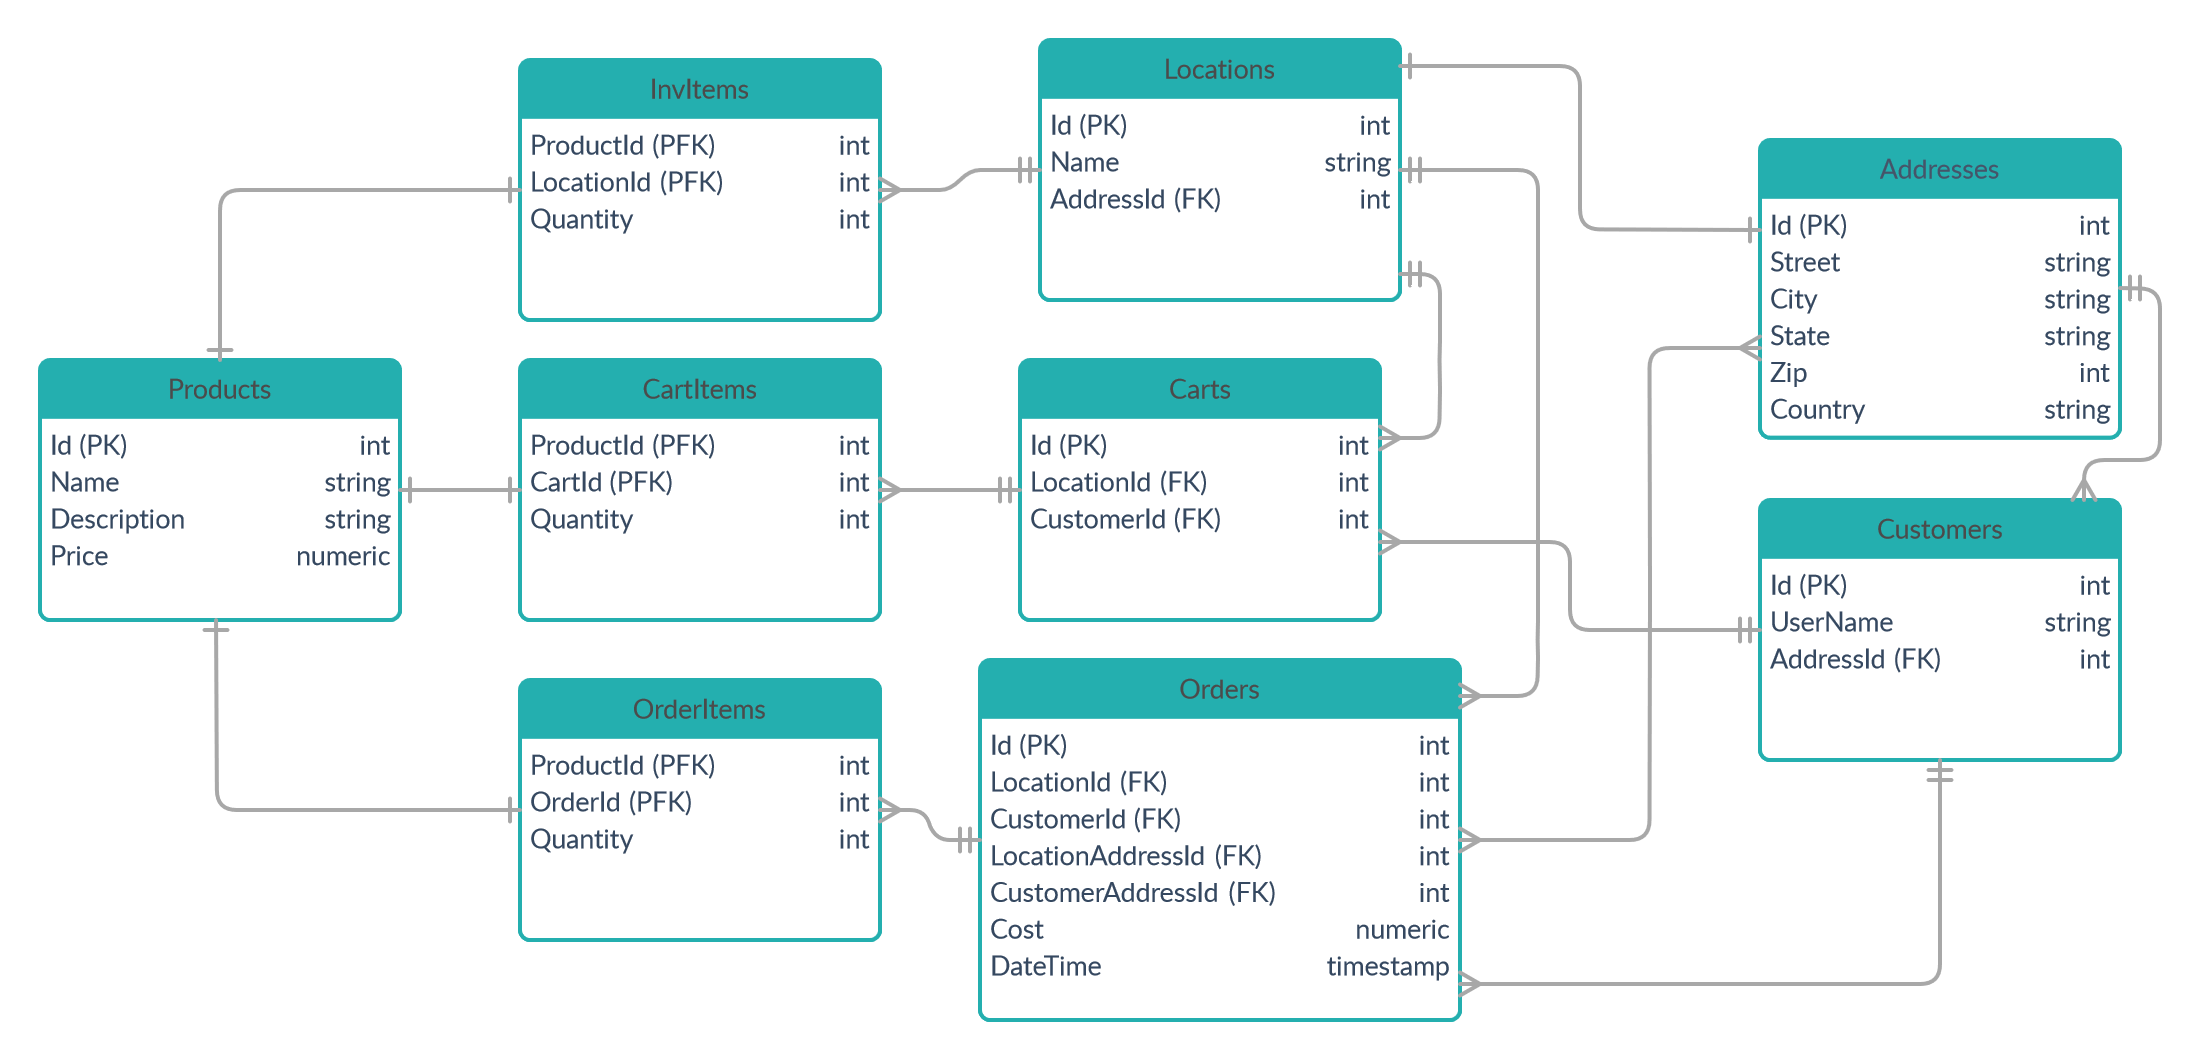 InvItems
ProductId (PFK) int
LocationId (PFK) int
Quantity int
Locations
Id (PK) int
Name string
AddressId (FK) int
Addresses
Id (PK) int
Street string
City string
State string
Zip int
Country string
Products
Id (PK) int
Name string
Description string
Price numeric
CartItems
ProductId (PFK) int
CartId (PFK) int
Quantity int
Carts
Id (PK) int
LocationId (FK) int
CustomerId (FK) int
Customers
Id (PK) int
UserName string
AddressId (FK) int
OrderItems
ProductId (PFK) int
OrderId (PFK) int
Quantity int
Orders
Id (PK) int
LocationId (FK) int
CustomerId (FK) int
LocationAddressId (FK) int
CustomerAddressId (FK) int
Cost numeric
DateTime timestamp